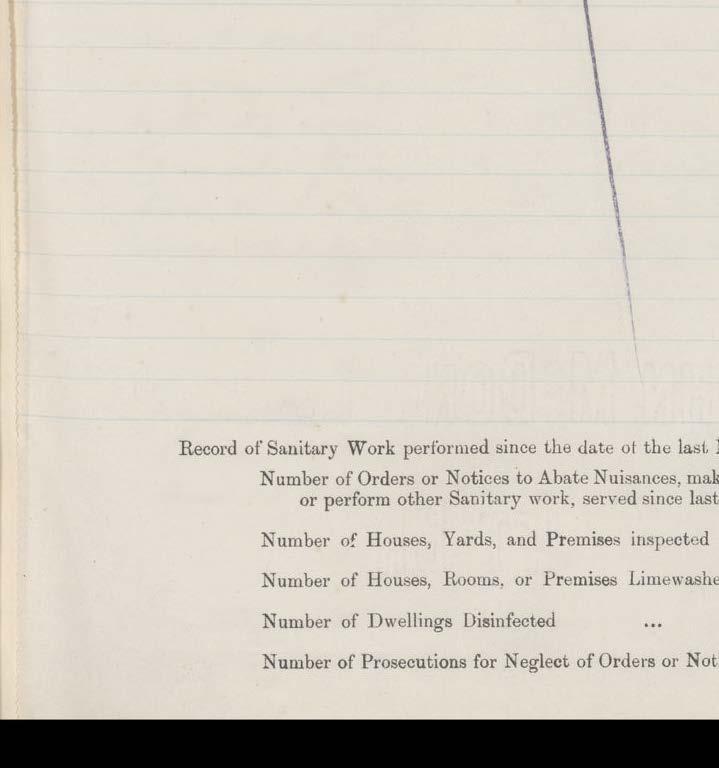 Record of Sanitary Work performed since the date of the last
Number of Orders or Notices to Abate Nuisances, mak
or perform other Sanitary work, served since last
Number of Houses, Yards, and Premises inspected
Number of Houses, Rooms, or Premises Limewashe
Number of Dwellings Disinfected ...
Number of Prosecutions for Neglect of Orders or Not